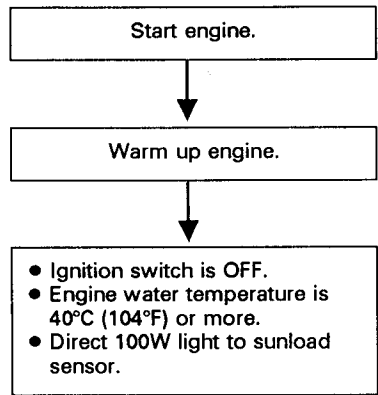 Start engine.
Warm up engine.
● Ignition switch is OFF.
● Engine water temperature is
40°C (104°F) or more.
● Direct 100W light to sunload
sensor.